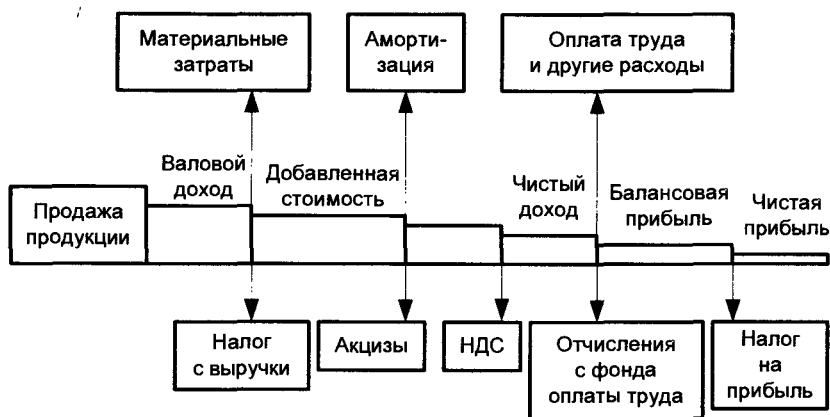 Материальные
затраты
Аморти-
зация
Оплата труда
и другие расходы
Валовой
доход
Добавленная
стоимость
Чистый
доход
Балансовая
прибыль
Чистая
прибыль
Продажа
продукции
Налог
с выручки
Акцизы
НДС
Отчисления
с фонда
оплаты труда
Налог
на
прибыль